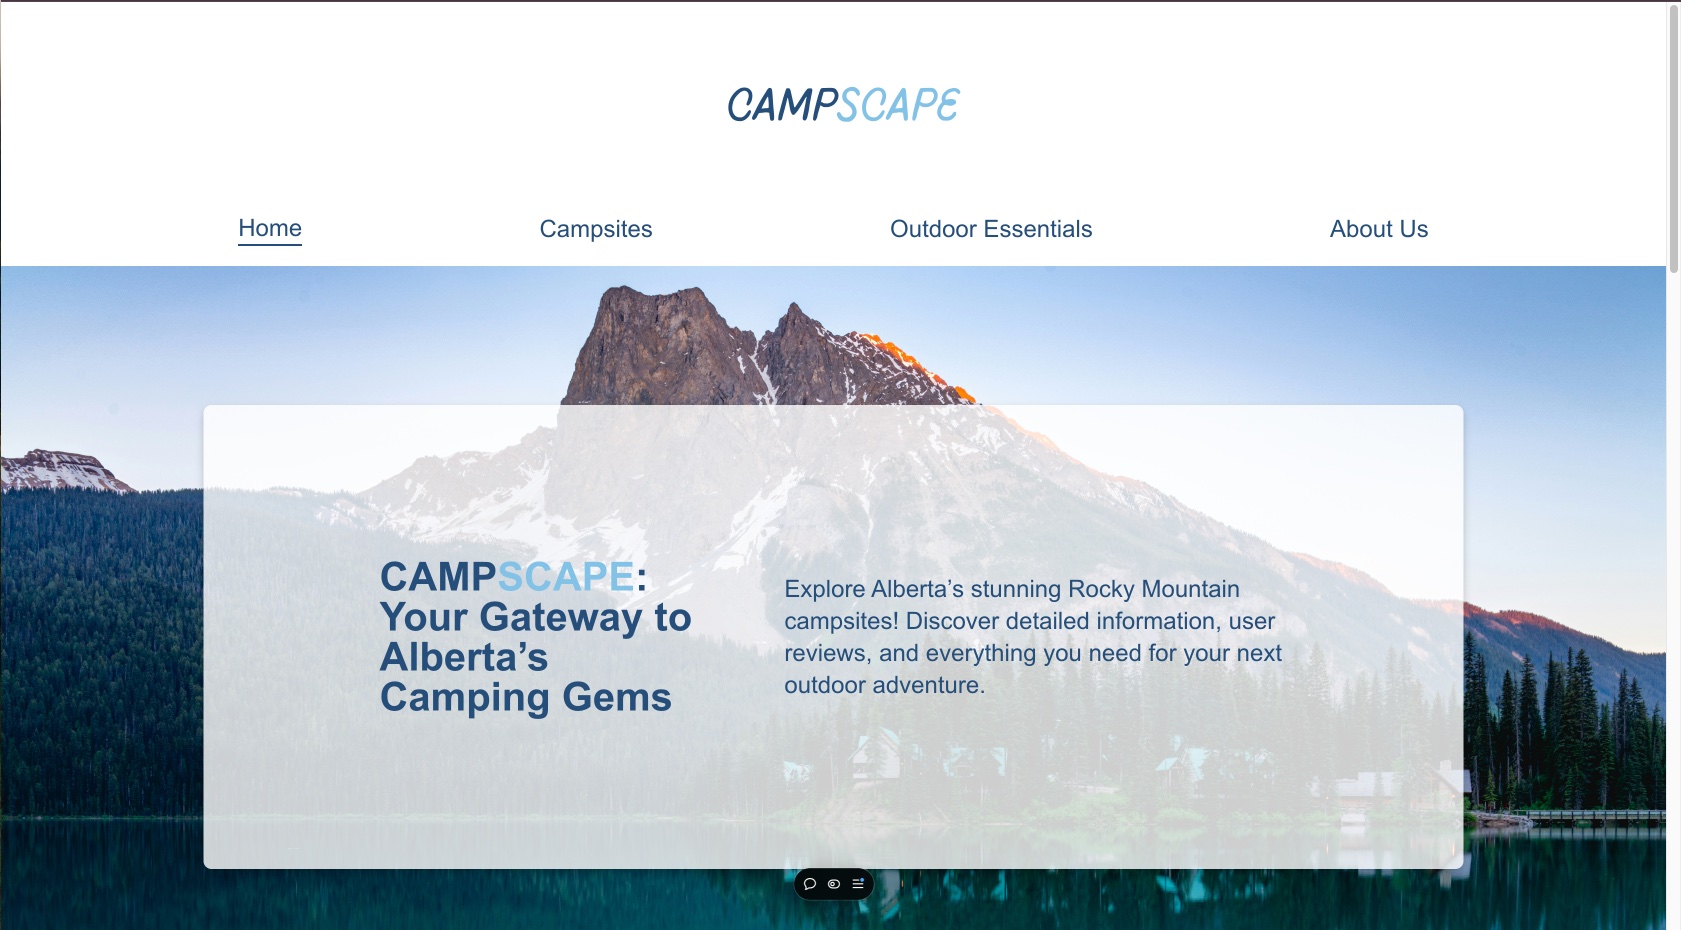 CAMPSCAPE
Home
Campsites
Outdoor Essentials
About Us
CAMPSCAPE:
Your Gateway to
Alberta’s
Camping Gems
Explore Alberta’s stunning Rocky Mountain
campsites! Discover detailed information, user
reviews, and everything you need for your next
outdoor adventure.